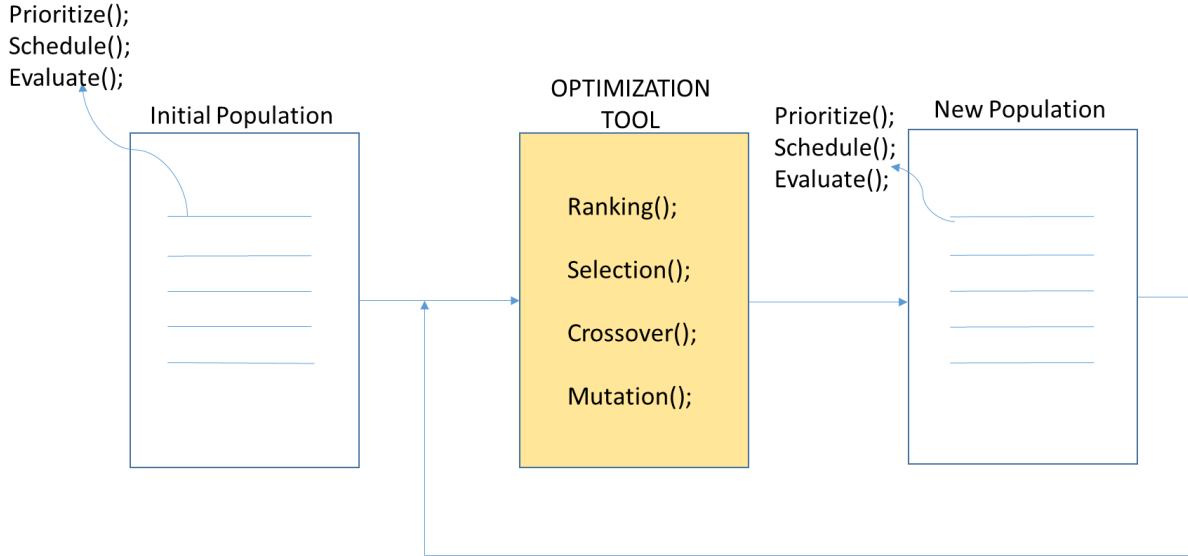 Prioritize();
Schedule();
Evaluate();
Initial Population
OPTIMIZATION
TOOL
Ranking();
Selection();
Crossover();
Mutation();
Prioritize();
Schedule();
Evaluate();
New Population